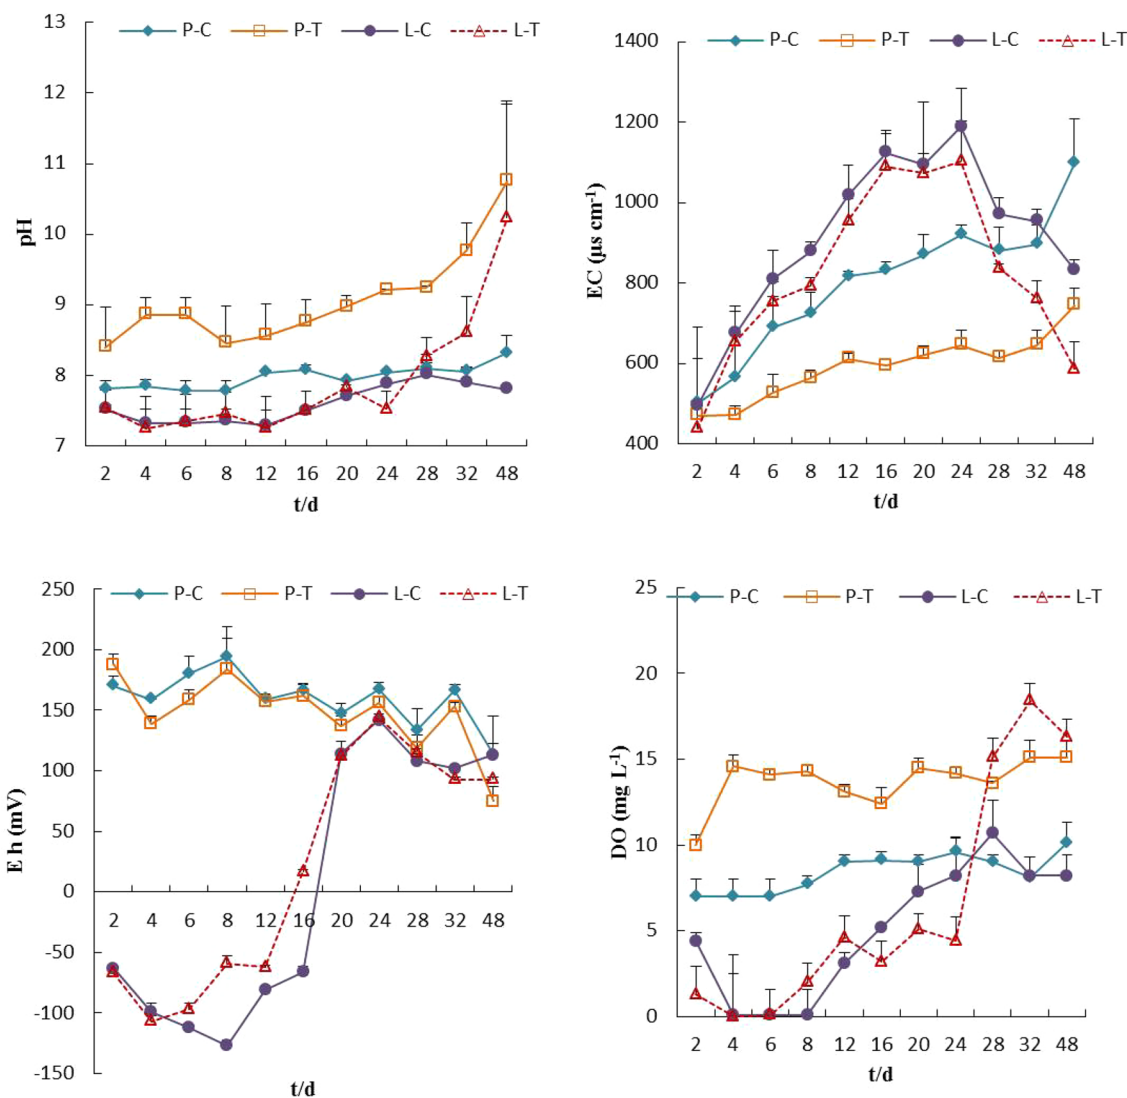 P-C P-T L-C L-T
13
12
11
10
9
8
7
pH
2 4 6 8 12 16 20 24 28 32 48
t/d
P-C P-T L-C L-T
1400
1200
1000
800
600
400
EC (µs cm-1)
2 4 6 8 12 16 20 24 28 32 48
t/d
P-C P-T L-C L-T
250
200
150
100
50
0
-50
-100
-150
E h (mV)
2 4 6 8 12 16 20 24 28 32 48
t/d
P-C P-T L-C L-T
25
20
15
10
5
0
DO (mg L-1)
2 4 6 8 12 16 20 24 28 32 48
t/d